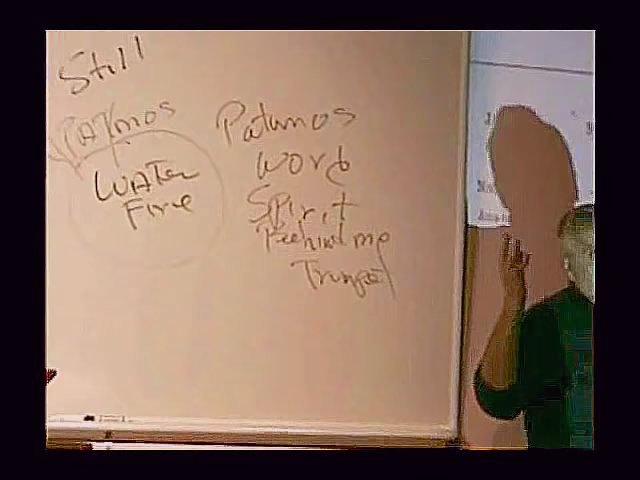 Still
PATMOS
WATER
Fire
Patmos
Word
Spirit
Behind me
Trumpet